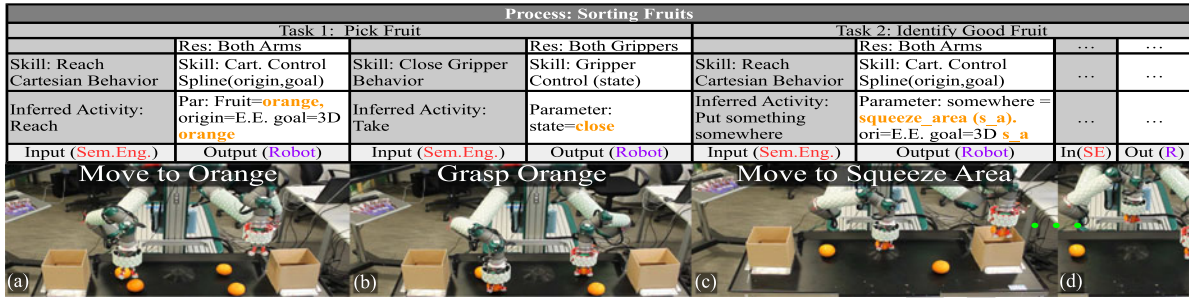 Process: Sorting Fruits
Task 1: Pick Fruit
Task 2: Identify Good Fruit
Res: Both Arms
Res: Both Grippers
Res: Both Arms
...
...
Skill: Reach
Cartesian Behavior
Skill: Cart. Control
Spline(origin,goal)
Skill: Close Gripper
Behavior
Skill: Gripper
Control (state)
Skill: Reach
Cartesian Behavior
Skill: Cart. Control
Spline(origin,goal)
...
...
Inferred Activity:
Reach
Par: Fruit=orange,
origin=E.E. goal=3D
orange
Inferred Activity:
Take
Parameter:
state=close
Inferred Activity:
Put something
somewhere
Parameter: somewhere =
squeeze_area (s_a).
ori=E.E. goal=3D s_a
...
...
Input (Sem.Eng.)
Output (Robot)
Input (Sem.Eng.)
Output (Robot)
Input (Sem.Eng.)
Output (Robot)
In(SE)
Out (R)
Move to Orange
Grasp Orange
Move to Squeeze Area
(a)
(b)
(c)
(d)